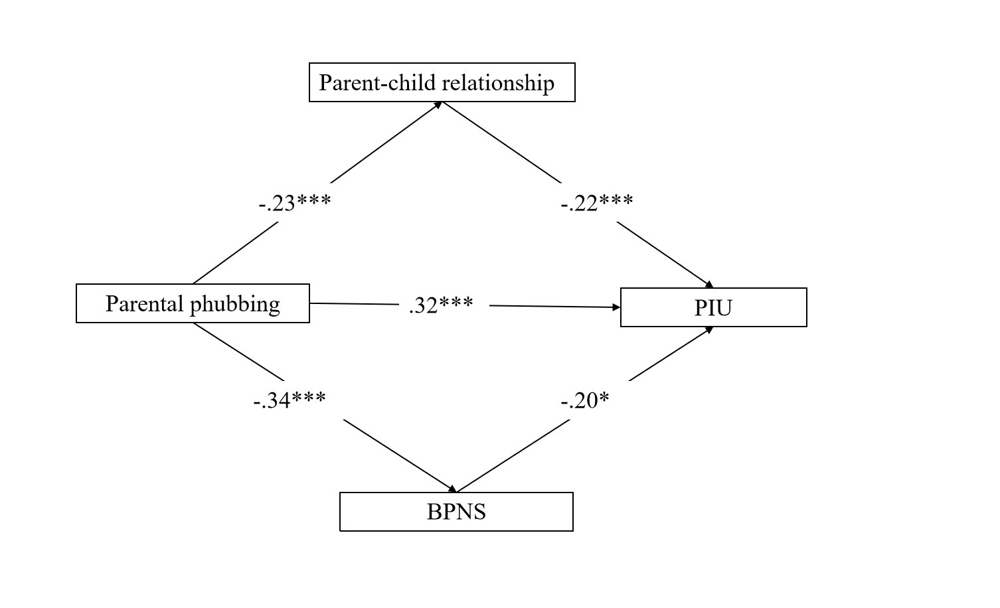 Parent-child relationship
-.23***
-.22***
Parental phubbing
.32***
PIU
-.34***
-.20*
BPNS